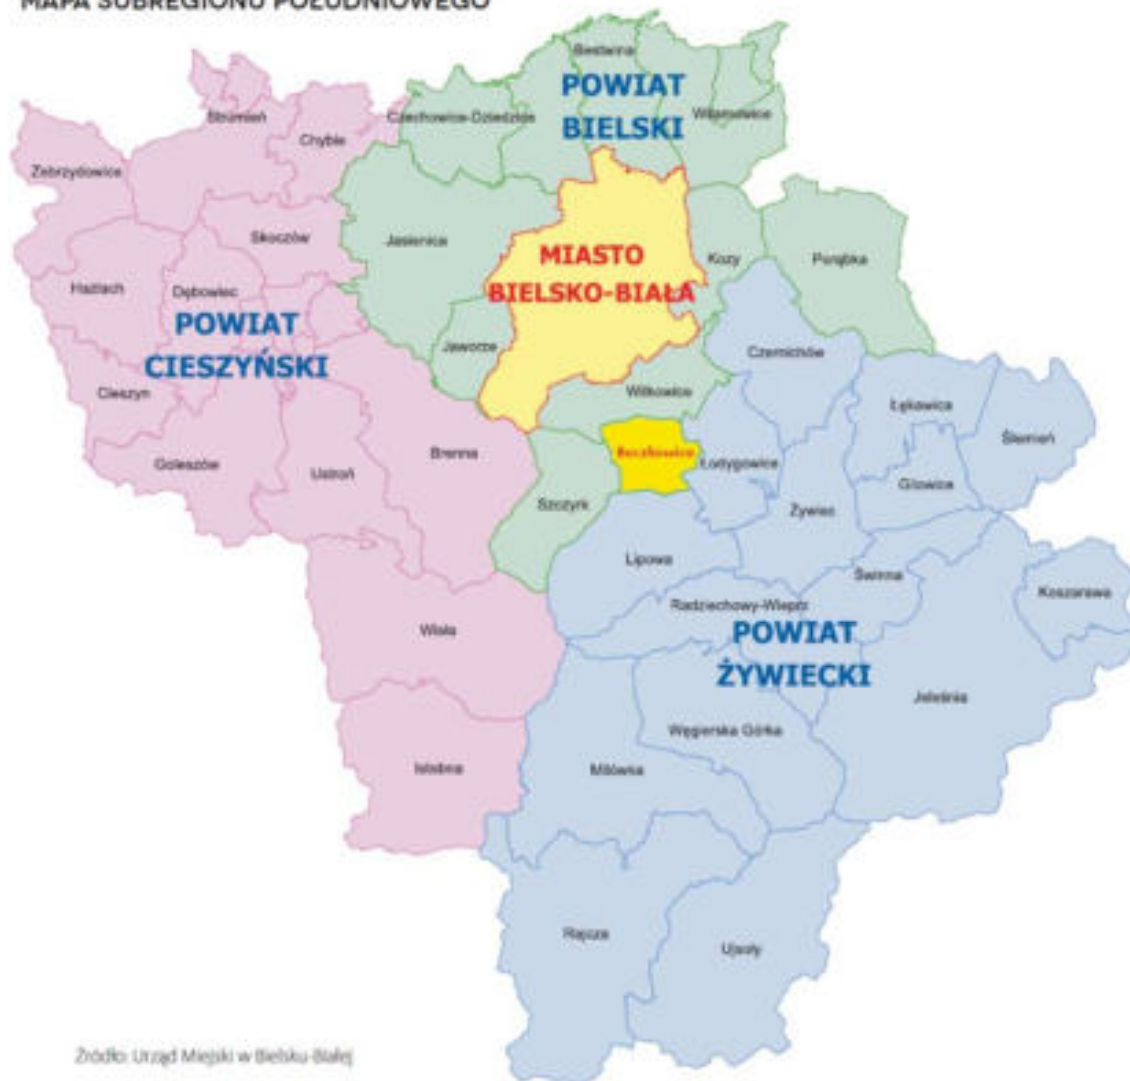 MAPA SUBREGIONU POŁUDNIOWEGO
Bestwina
POWIAT
BIELSKI
Strumień
Czechowice-Dziedzice
Wilamowice
Chybie
Zebrzydowice
Skoczów
Jasienica
MIASTO
BIELSKO-BIAŁA
Kozy
Porąbka
Hażlach
Dębowiec
POWIAT
CIESZYŃSKI
Jaworze
Czernichów
Cieszyn
Wilkowice
Łękawica
Ślemień
Goleszów
Ustroń
Brenna
Buczkowice
Łodygowice
Gilowice
Szczyrk
Żywiec
Lipowa
Świnna
Koszarawa
Radziechowy-Wieprz
Wisła
POWIAT
ŻYWIECKI
Jeleśnia
Węgierska Górka
Istebna
Milówka
Rajcza
Ujsoły
Źródło: Urząd Miejski w Bielsku-Białej